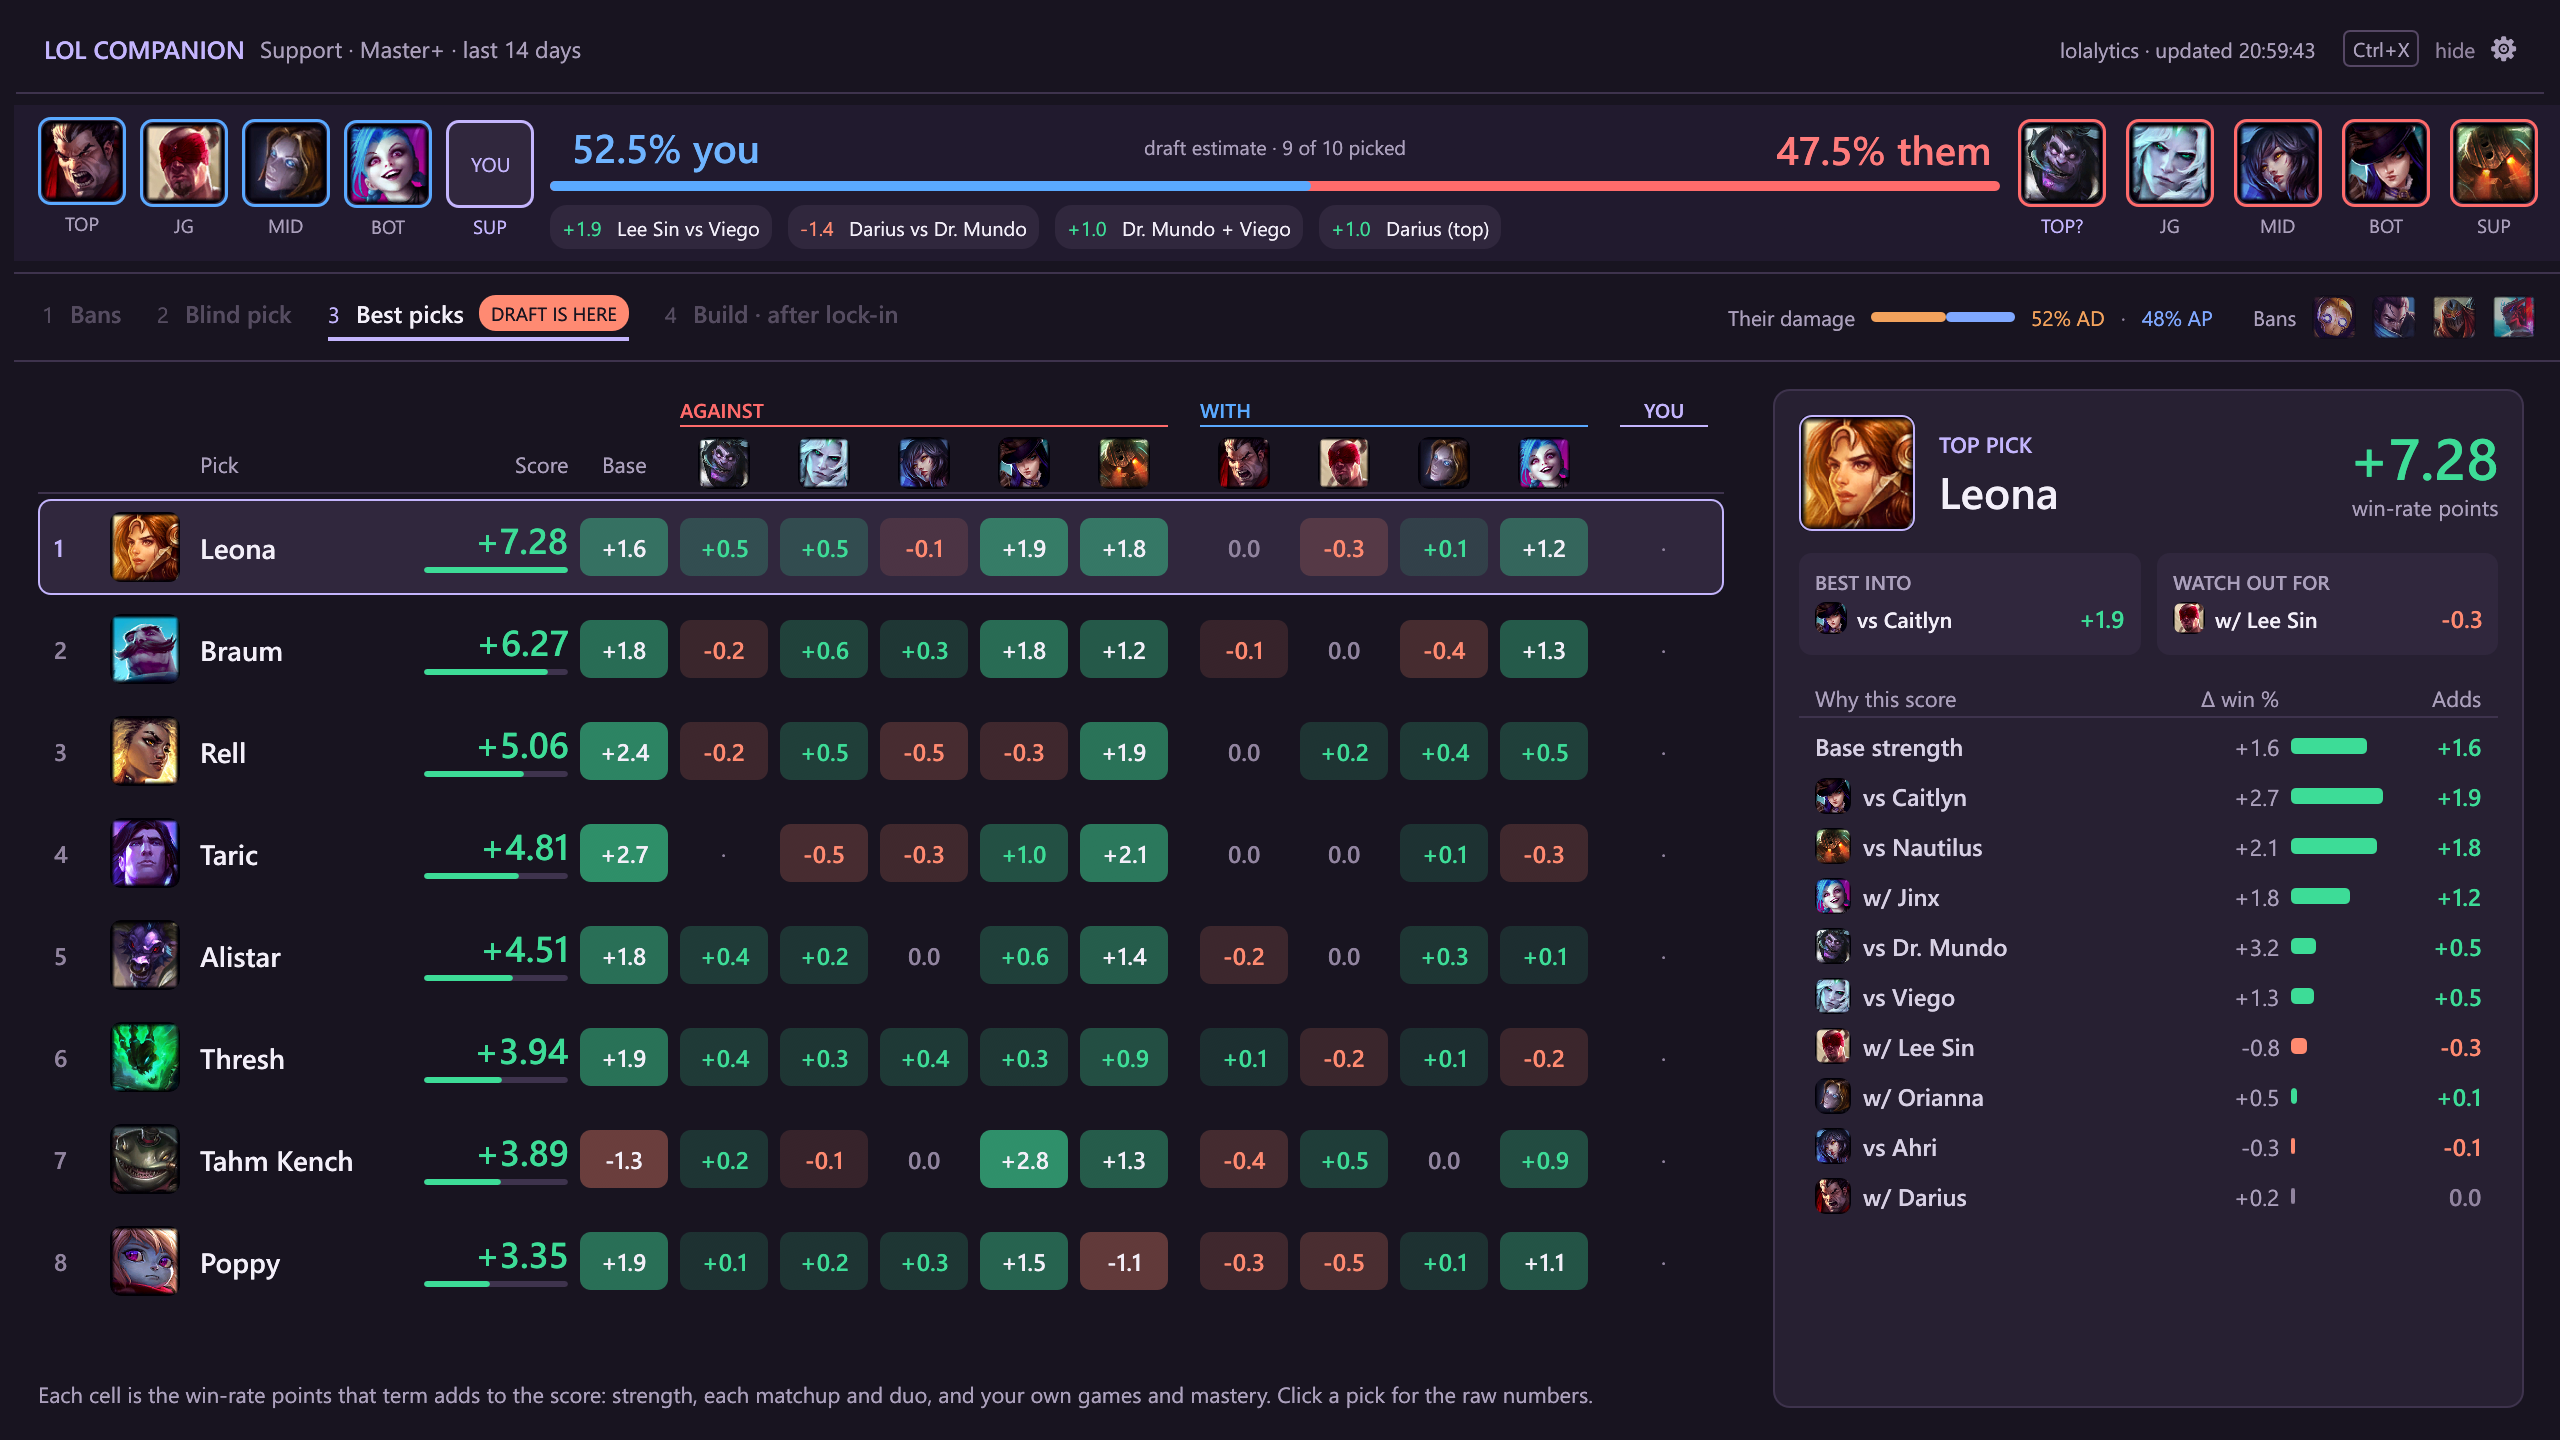 LOL COMPANION Support · Master+ · last 14 days
lolalytics · updated 20:59:43 Ctrl+X hide
TOP JG MID BOT YOU SUP
52.5% you draft estimate · 9 of 10 picked 47.5% them
+1.9 Lee Sin vs Viego -1.4 Darius vs Dr. Mundo +1.0 Dr. Mundo + Viego +1.0 Darius (top)
TOP? JG MID BOT SUP
1 Bans 2 Blind pick 3 Best picks DRAFT IS HERE 4 Build · after lock-in
Their damage 52% AD · 48% AP Bans
AGAINST WITH YOU
Pick Score Base
1 Leona +7.28 +1.6 +0.5 +0.5 -0.1 +1.9 +1.8 0.0 -0.3 +0.1 +1.2 ·
2 Braum +6.27 +1.8 -0.2 +0.6 +0.3 +1.8 +1.2 -0.1 0.0 -0.4 +1.3 ·
3 Rell +5.06 +2.4 -0.2 +0.5 -0.5 -0.3 +1.9 0.0 +0.2 +0.4 +0.5 ·
4 Taric +4.81 +2.7 · -0.5 -0.3 +1.0 +2.1 0.0 0.0 +0.1 -0.3 ·
5 Alistar +4.51 +1.8 +0.4 +0.2 0.0 +0.6 +1.4 -0.2 0.0 +0.3 +0.1 ·
6 Thresh +3.94 +1.9 +0.4 +0.3 +0.4 +0.3 +0.9 +0.1 -0.2 +0.1 -0.2 ·
7 Tahm Kench +3.89 -1.3 +0.2 -0.1 0.0 +2.8 +1.3 -0.4 +0.5 0.0 +0.9 ·
8 Poppy +3.35 +1.9 +0.1 +0.2 +0.3 +1.5 -1.1 -0.3 -0.5 +0.1 +1.1 ·
Each cell is the win-rate points that term adds to the score: strength, each matchup and duo, and your own games and mastery. Click a pick for the raw numbers.
TOP PICK
Leona
+7.28
win-rate points
BEST INTO
vs Caitlyn +1.9
WATCH OUT FOR
w/ Lee Sin -0.3
Why this score Δ win % Adds
Base strength +1.6 +1.6
vs Caitlyn +2.7 +1.9
vs Nautilus +2.1 +1.8
w/ Jinx +1.8 +1.2
vs Dr. Mundo +3.2 +0.5
vs Viego +1.3 +0.5
w/ Lee Sin -0.8 -0.3
w/ Orianna +0.5 +0.1
vs Ahri -0.3 -0.1
w/ Darius +0.2 0.0